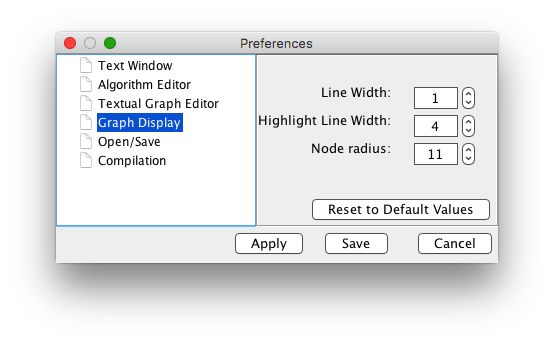 Preferences
Text Window
Algorithm Editor
Textual Graph Editor
Graph Display
Open/Save
Compilation
Line Width: 1
Highlight Line Width: 4
Node radius: 11
Reset to Default Values
Apply Save Cancel